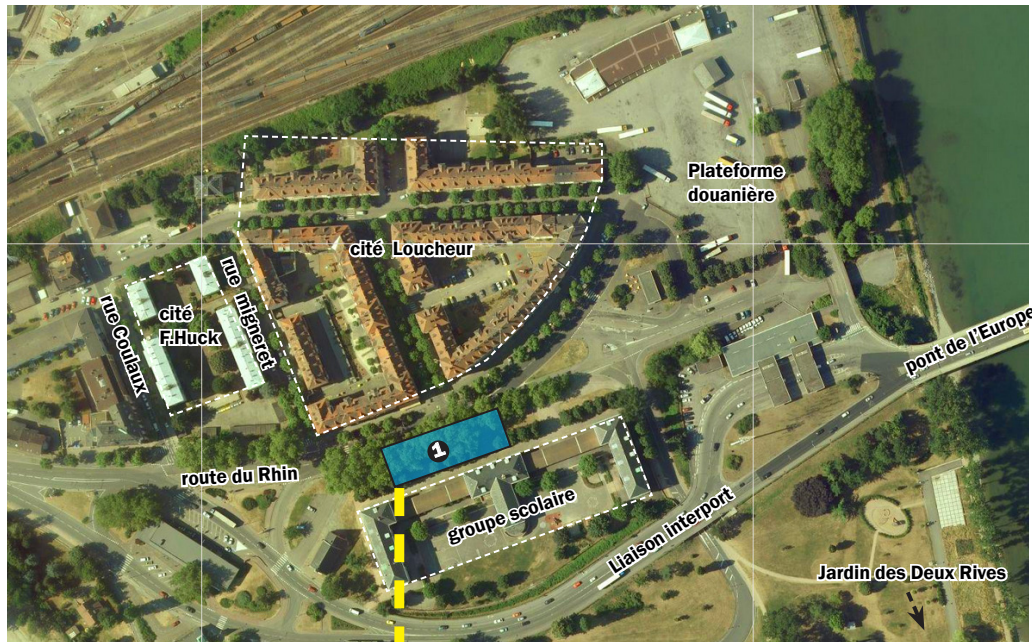 Plateforme
douanière
cité Loucheur
rue migneret
cité
F.Huck
rue Coulaux
pont de l'Europe
1
route du Rhin
groupe scolaire
Liaison interport
Jardin des Deux Rives